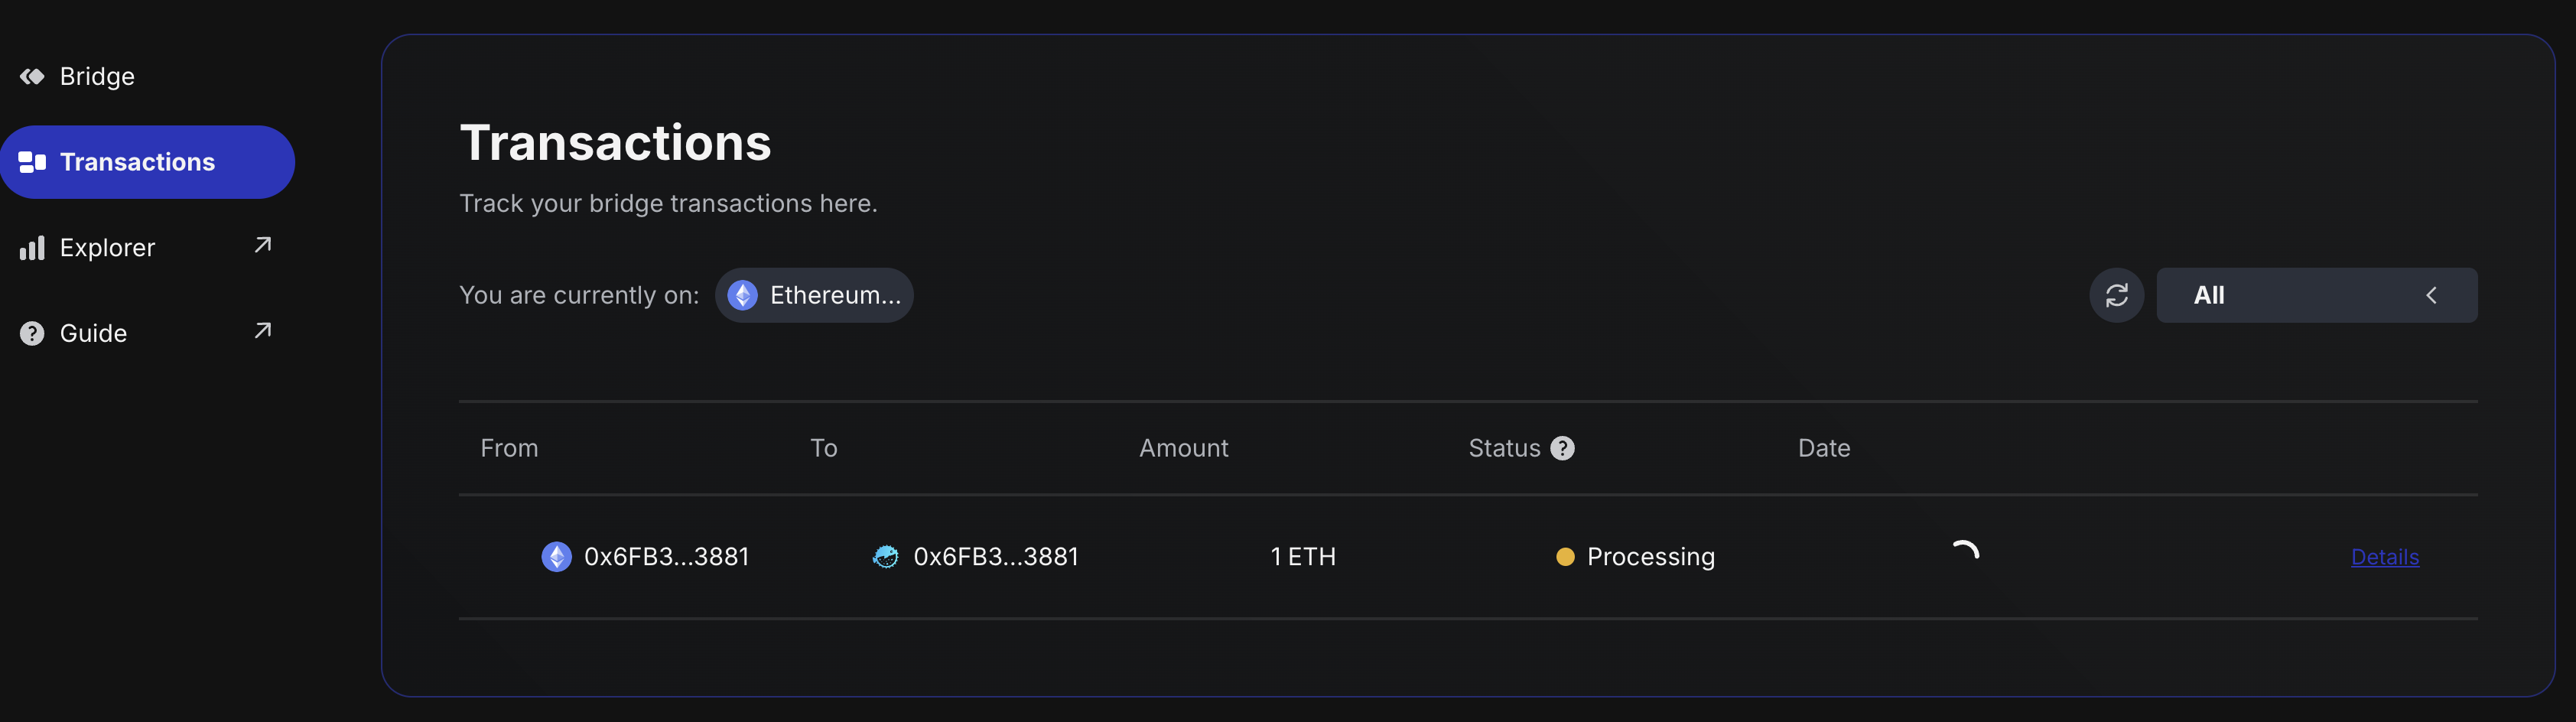 Bridge
Transactions
Explorer
Guide
Transactions
Track your bridge transactions here.
You are currently on: Ethereum...
All
From To Amount Status ? Date
0x6FB3...3881 0x6FB3...3881 1 ETH Processing Details